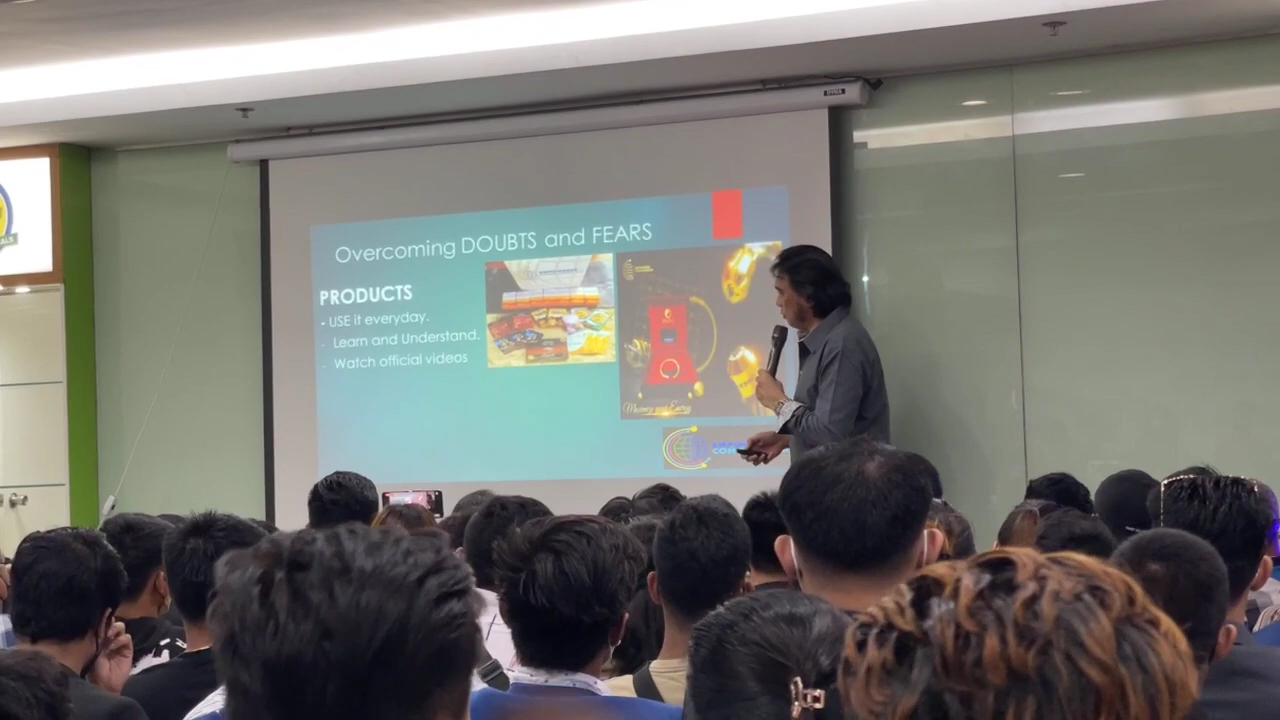 Overcoming DOUBTS and FEARS
PRODUCTS
- USE it everyday.
- Learn and Understand.
- Watch official videos